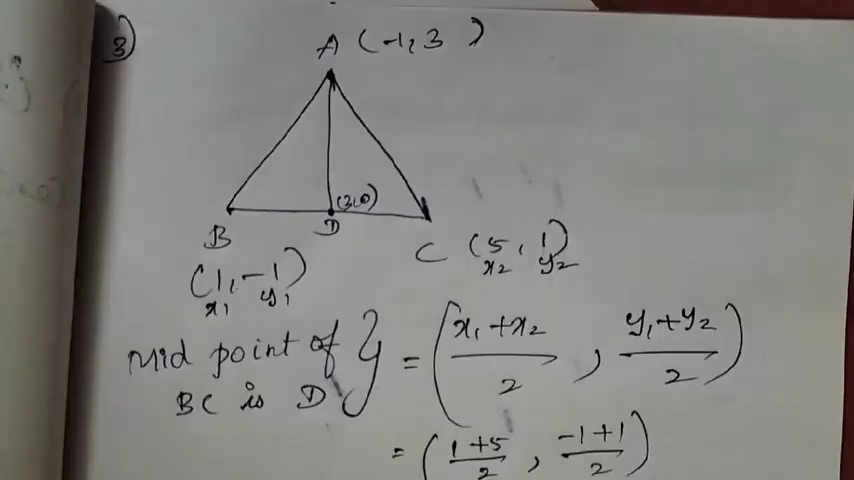 3)
A (-1, 3)
(3,0)
B D
C (5, 1)
x₂ y₂
(1, -1)
x₁ y₁
Mid point of } = (x₁+x₂/2 , y₁+y₂/2)
BC is D
= (1+5/2 , -1+1/2)